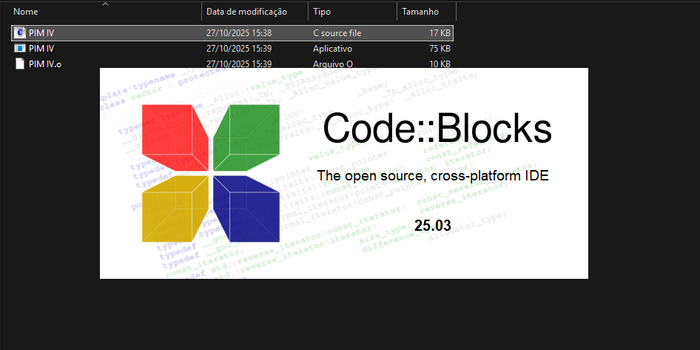 Nome Data de modificação Tipo Tamanho
PIM IV 27/10/2025 15:38 C source file 17 KB
PIM IV 27/10/2025 15:39 Aplicativo 75 KB
PIM IV.o 27/10/2025 15:39 Arquivo O 10 KB
Code::Blocks
The open source, cross-platform IDE
25.03